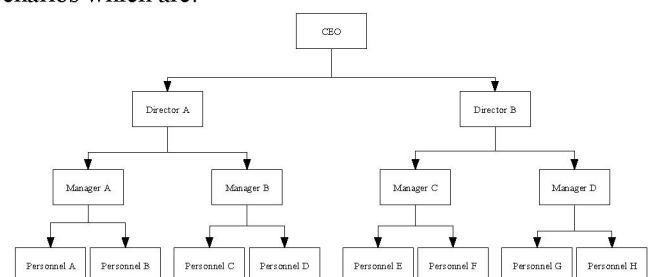 CEO
Director A Director B
Manager A Manager B Manager C Manager D
Personnel A Personnel B Personnel C Personnel D Personnel E Personnel F Personnel G Personnel H